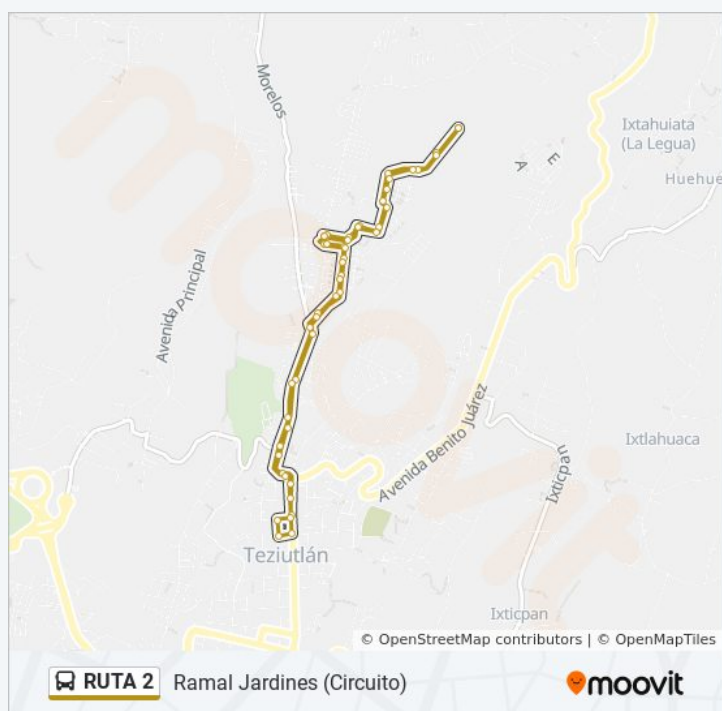 Morelos
Ixtahuiata
(La Legua)
A
E
Huehue
Avenida Principal
Avenida Benito Juárez
Ixtlahuaca
Ixticpan
Teziutlán
Ixticpan
moovit
© OpenStreetMap contributors | © OpenMapTiles
RUTA 2
Ramal Jardines (Circuito)
moovit